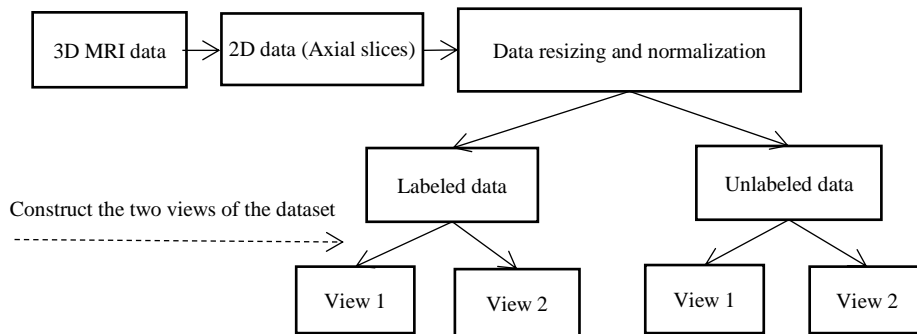 3D MRI data
2D data (Axial slices)
Data resizing and normalization
Labeled data
Unlabeled data
Construct the two views of the dataset
View 1
View 2
View 1
View 2